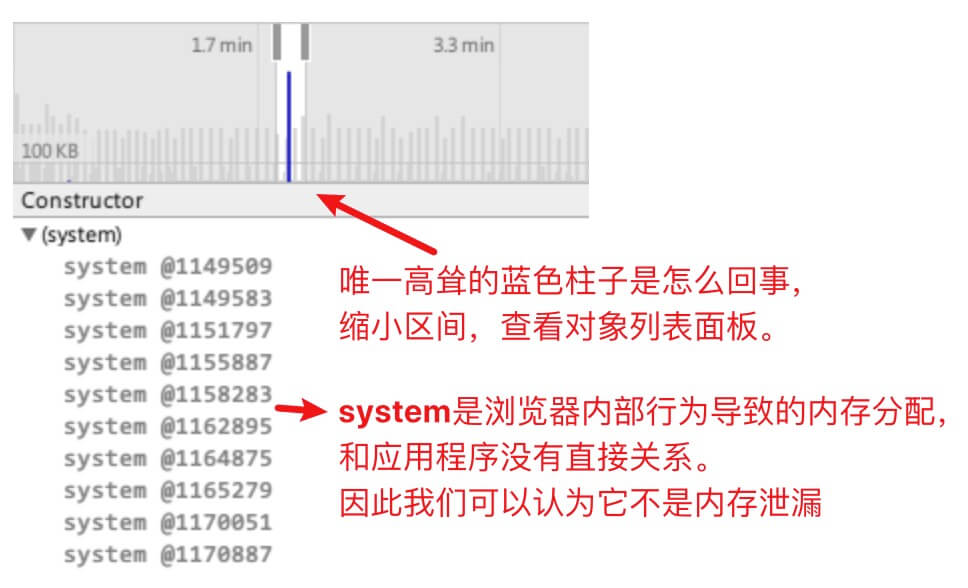 1.7 min
3.3 min
100 KB
Constructor
▼(system)
system @1149509
system @1149583
system @1151797
system @1155887
system @1158283
system @1162895
system @1164875
system @1165279
system @1170051
system @1170887
唯一高耸的蓝色柱子是怎么回事，
缩小区间，查看对象列表面板。
system是浏览器内部行为导致的内存分配，
和应用程序没有直接关系。
因此我们可以认为它不是内存泄漏